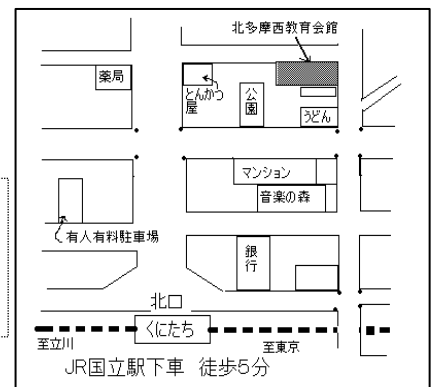 北多摩西教育会館
薬局
とんかつ
屋
公園
うどん
マンション
音楽の森
有人有料駐車場
銀行
北口
くにたち
至立川
至東京
JR国立駅下車 徒歩5分